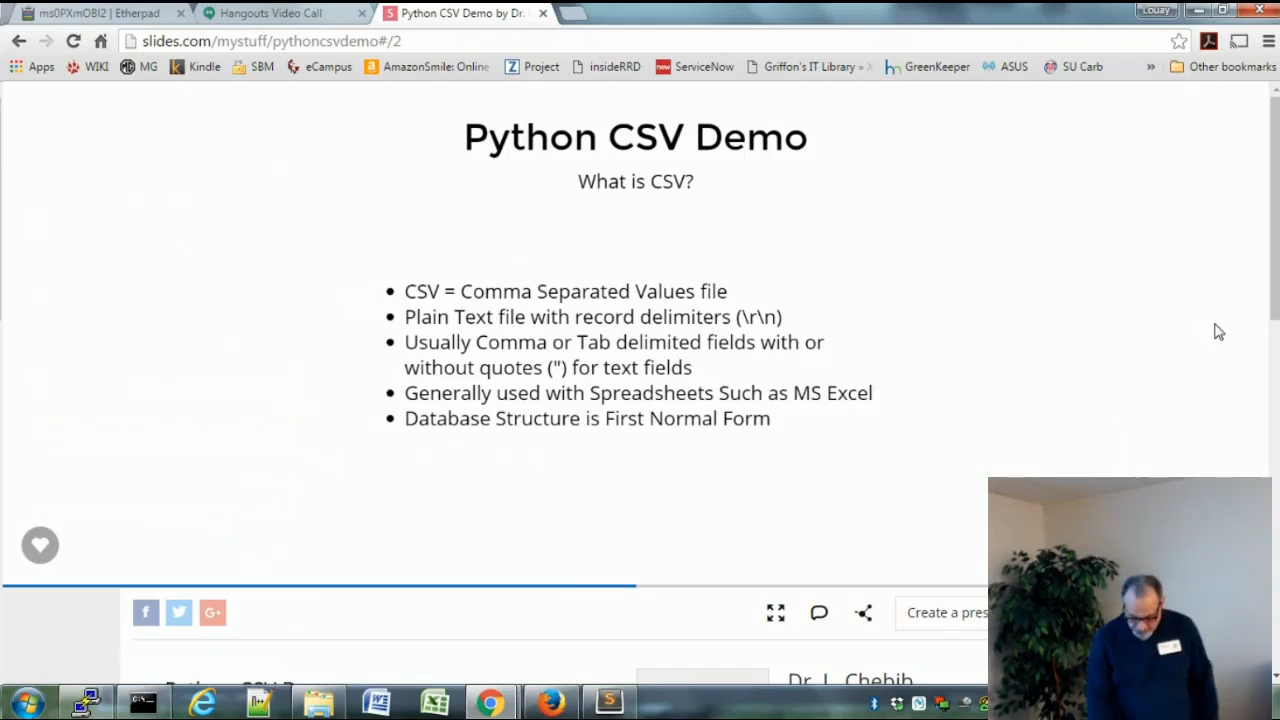 ms0PXmOBI2 | Etherpad
Hangouts Video Call
Python CSV Demo by Dr.
Louay
slides.com/mystuff/pythoncsvdemo#/2
Apps WIKI MG Kindle SBM eCampus AmazonSmile: Online Project insideRRD ServiceNow Griffon's IT Library » X GreenKeeper ASUS SU Carb » Other bookmarks
Python CSV Demo
What is CSV?
CSV = Comma Separated Values file
Plain Text file with record delimiters (\r\n)
Usually Comma or Tab delimited fields with or
without quotes (") for text fields
Generally used with Spreadsheets Such as MS Excel
Database Structure is First Normal Form
Create a pres
Dr. L. Chebib